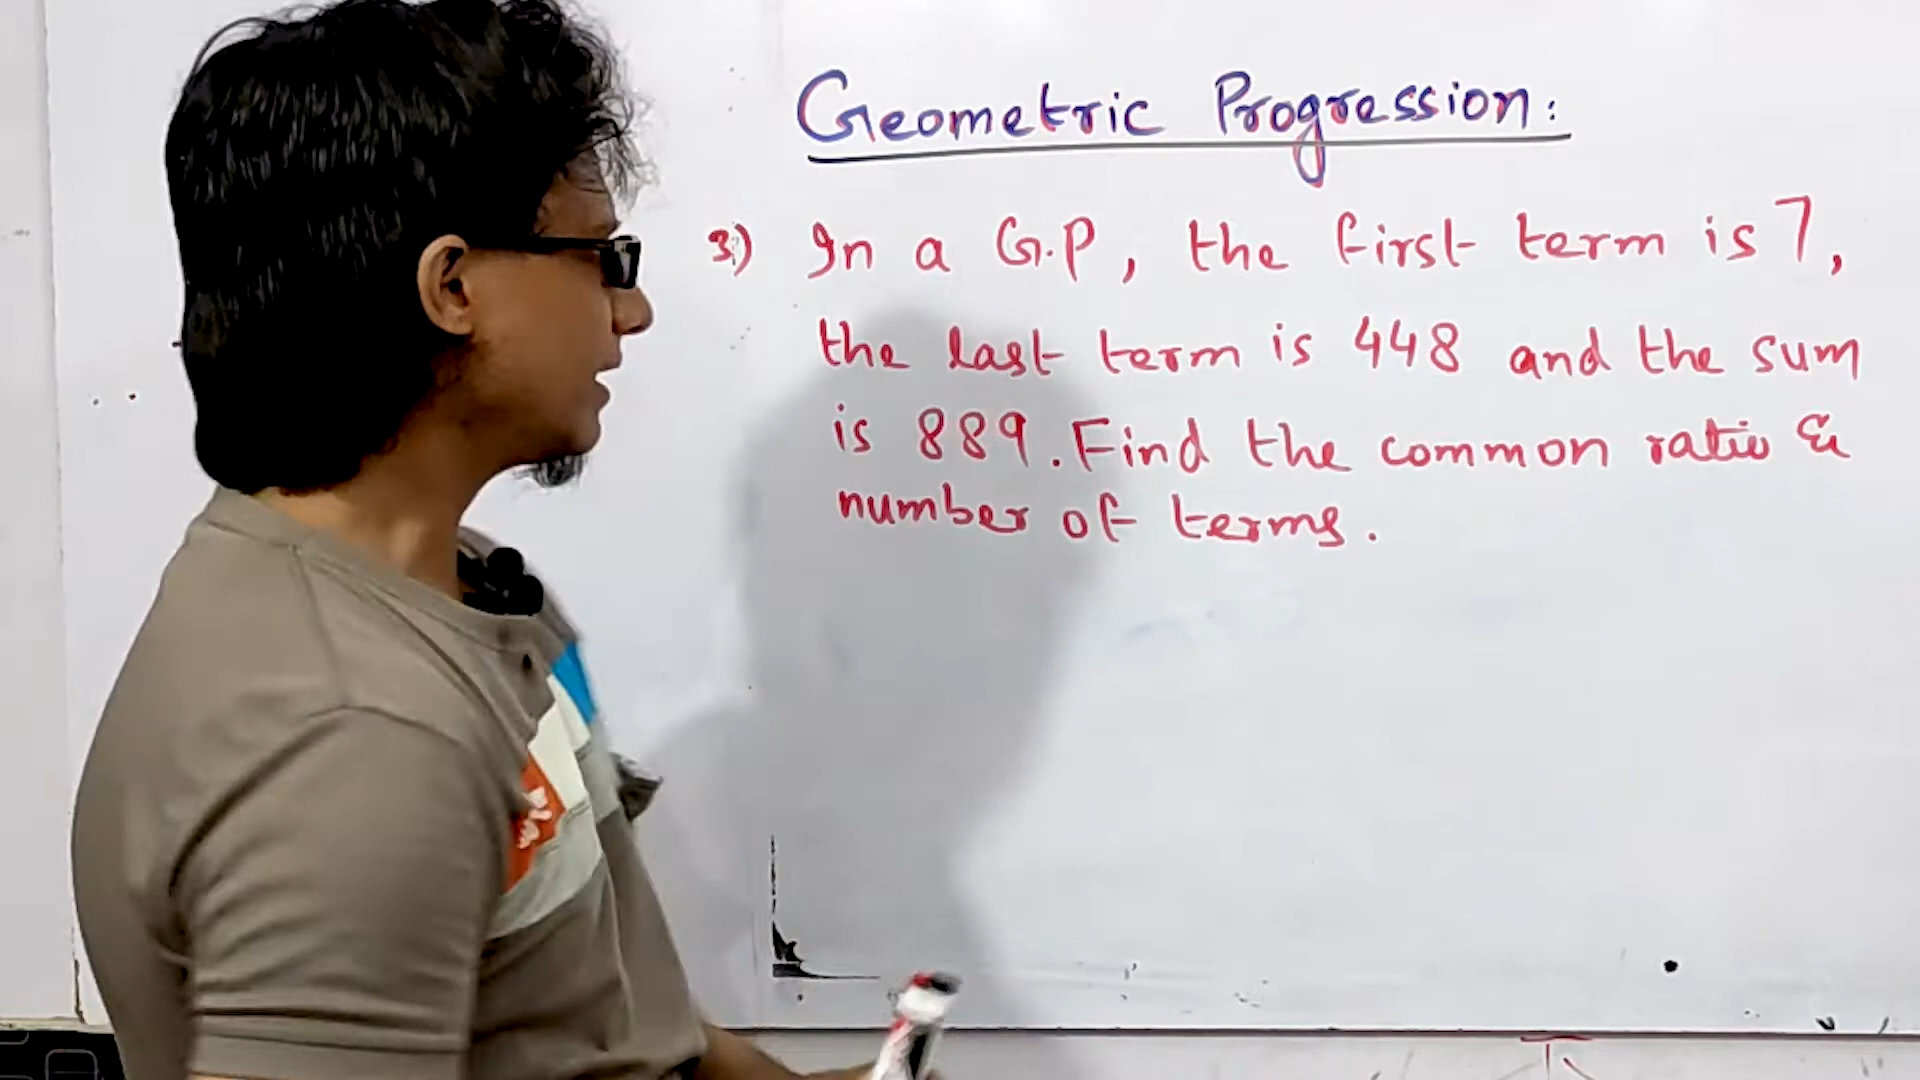 Geometric Progression:
3) In a G.P, the first term is 7,
the last term is 448 and the sum
is 889. Find the common ratio &
number of terms.